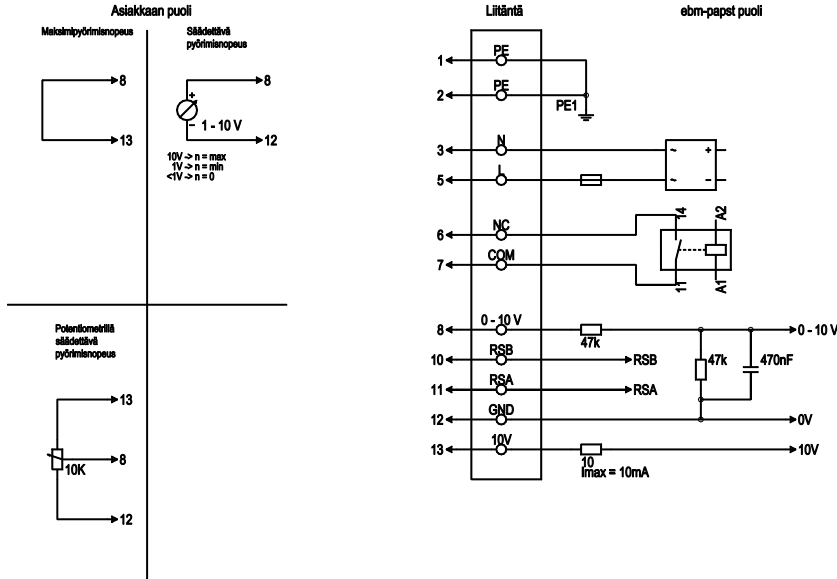 Asiakkaan puoli
Liitäntä
ebm-papst puoli
Maksimipyörimisnopeus
8
13
Säädettävä
pyörimisnopeus
8
+
1 - 10 V
−
12
10V -> n = max
1V -> n = min
<1V -> n = 0
Potentiometrillä
säädettävä
pyörimisnopeus
13
8
10K
12
1 PE
2 PE
PE1
3 N ~ +
5 L ~ −
6 NC 14 A2
7 COM 11 A1
8 0 - 10 V 47k 0 - 10 V
10 RSB RSB 47k 470nF
11 RSA RSA
12 GND 0V
13 10V 10 10V
Imax = 10mA